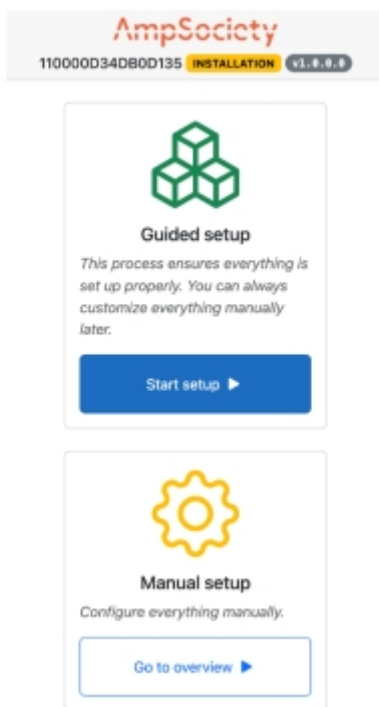 AmpSociety
110000D34DB0D135 INSTALLATION v1.0.0.0
Guided setup
This process ensures everything is
set up properly. You can always
customize everything manually
later.
Start setup ▶
Manual setup
Configure everything manually.
Go to overview ▶